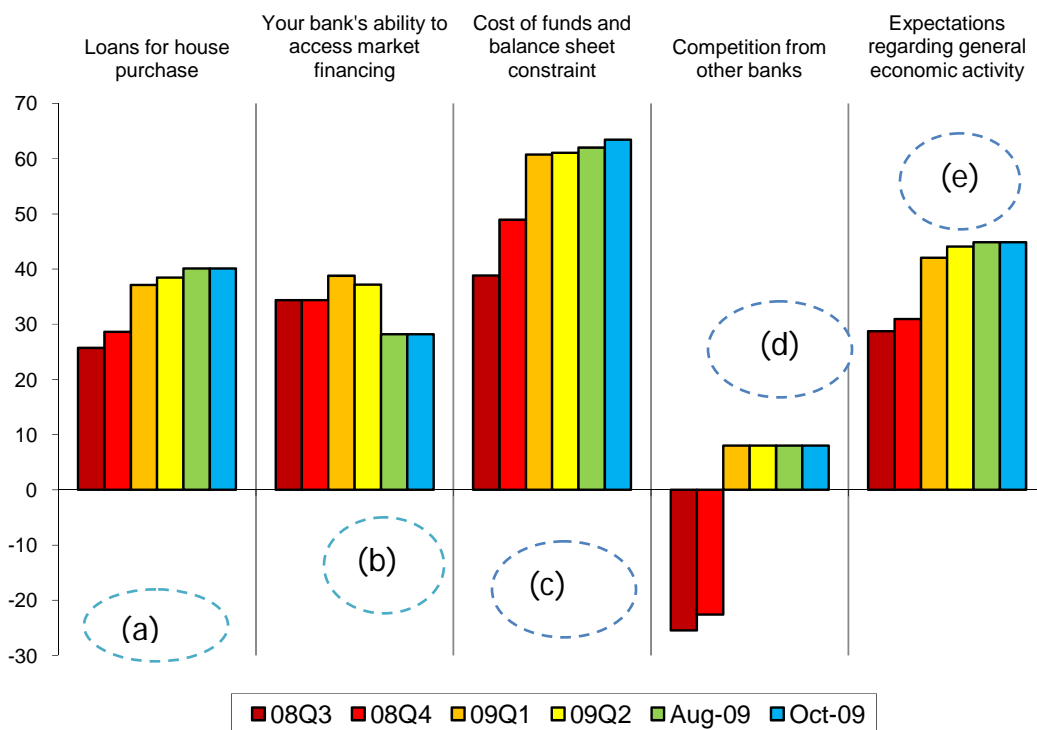 Loans for house
purchase
Your bank's ability to
access market
financing
Cost of funds and
balance sheet
constraint
Competition from
other banks
Expectations
regarding general
economic activity
70
60
50
40
30
20
10
0
-10
-20
-30
(a)
(b)
(c)
(d)
(e)
08Q3 08Q4 09Q1 09Q2 Aug-09 Oct-09